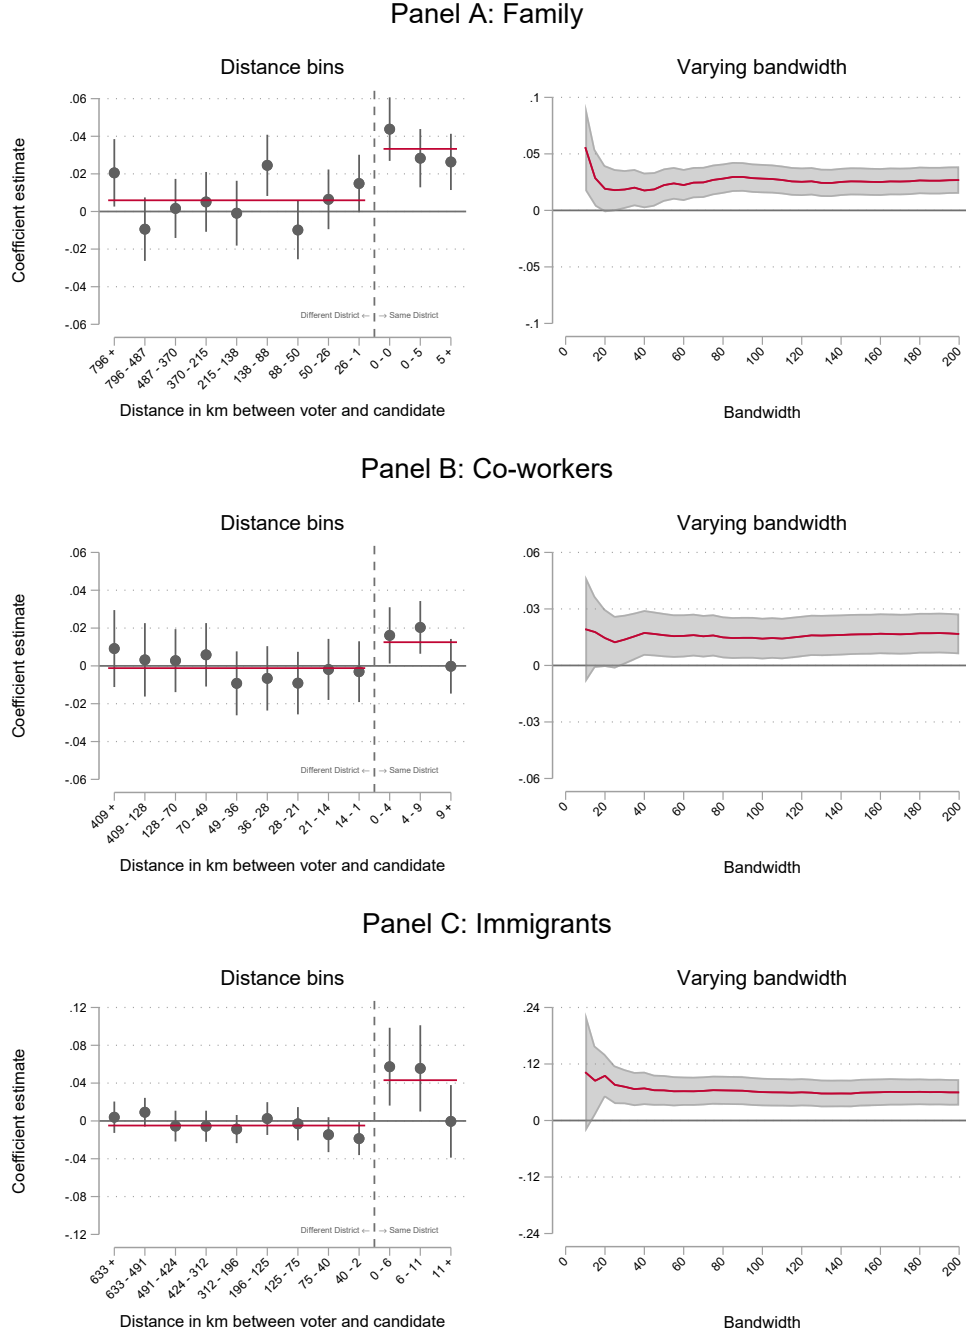 Panel A: Family
Distance bins
Coefficient estimate
.06
.04
.02
0
-.02
-.04
-.06
Different District ← → Same District
796 +
796 - 487
487 - 370
370 - 215
215 - 138
138 - 88
88 - 50
50 - 26
26 - 1
0 - 0
0 - 5
5 +
Distance in km between voter and candidate
Varying bandwidth
.1
.05
0
-.05
-.1
0
20
40
60
80
100
120
140
160
180
200
Bandwidth
Panel B: Co-workers
Distance bins
Coefficient estimate
.06
.04
.02
0
-.02
-.04
-.06
Different District ← → Same District
409 +
409 - 128
128 - 70
70 - 49
49 - 36
36 - 28
28 - 21
21 - 14
14 - 1
0 - 4
4 - 9
9 +
Distance in km between voter and candidate
Varying bandwidth
.06
.03
0
-.03
-.06
0
20
40
60
80
100
120
140
160
180
200
Bandwidth
Panel C: Immigrants
Distance bins
Coefficient estimate
.12
.08
.04
0
-.04
-.08
-.12
Different District ← → Same District
633 +
633 - 491
491 - 424
424 - 312
312 - 196
196 - 125
125 - 75
75 - 40
40 - 2
0 - 6
6 - 11
11 +
Distance in km between voter and candidate
Varying bandwidth
.24
.12
0
-.12
-.24
0
20
40
60
80
100
120
140
160
180
200
Bandwidth